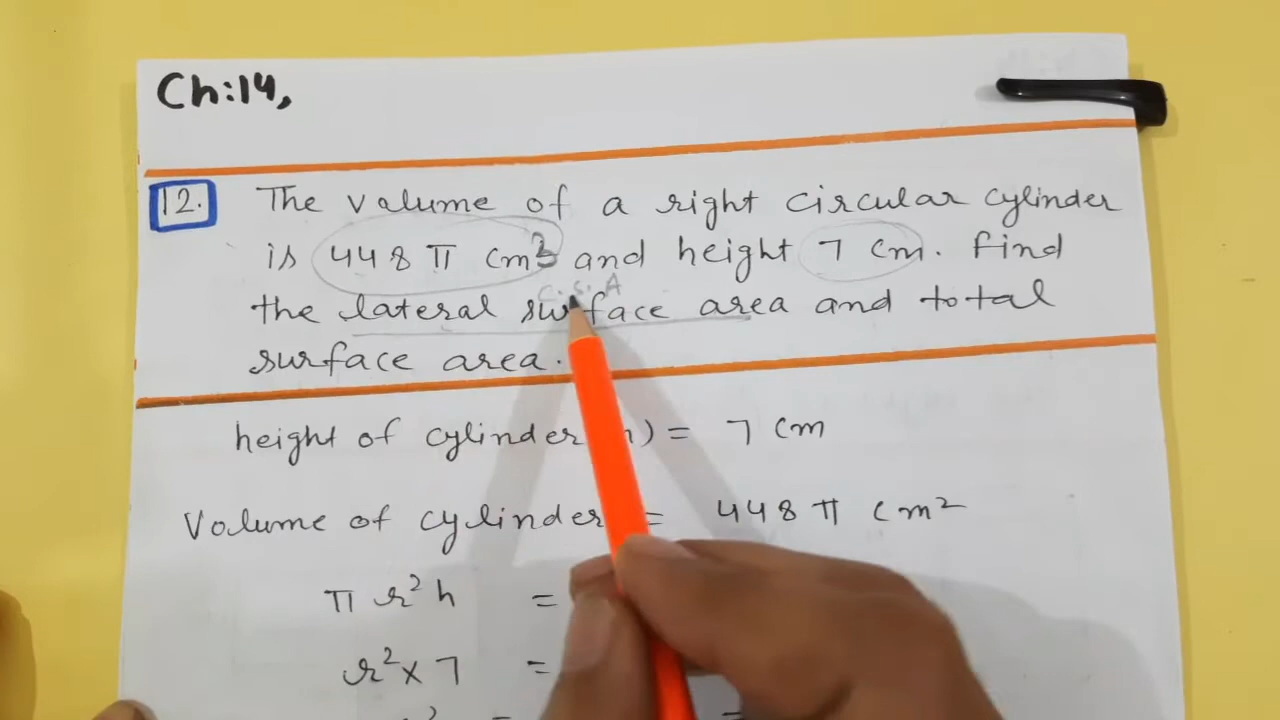 Ch:14,
12. The volume of a right circular cylinder
is 448 π cm³ and height 7 cm. Find
C.S.A
the lateral surface area and total
surface area.
height of cylinder (h) = 7 cm
Volume of cylinder = 448 π cm²
π r² h =
r² x 7 =